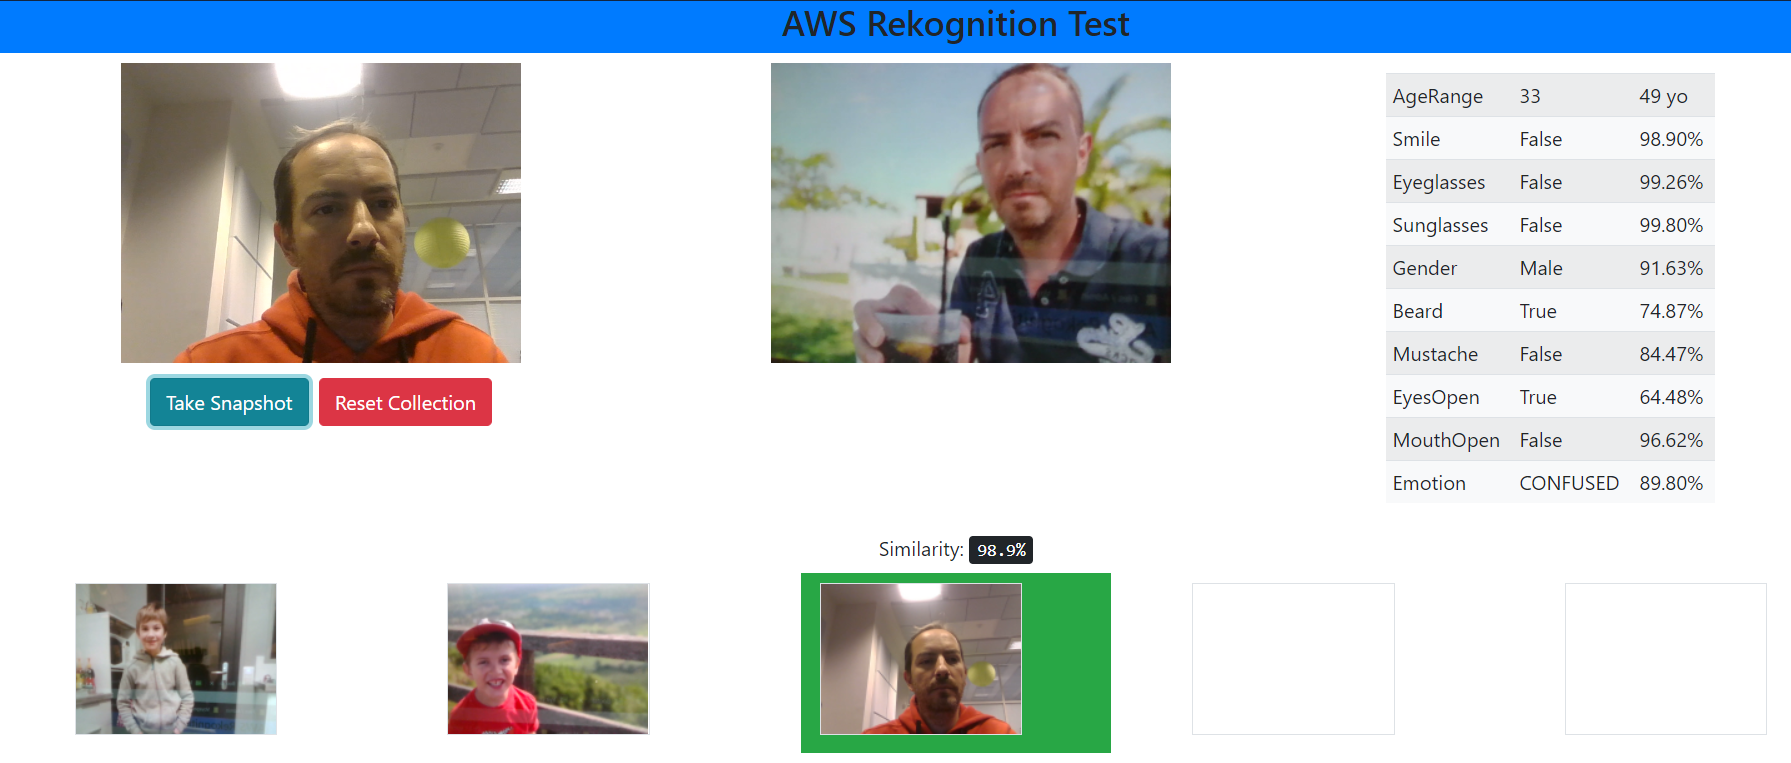 AWS Rekognition Test
AgeRange 33 49 yo
Smile False 98.90%
Eyeglasses False 99.26%
Sunglasses False 99.80%
Gender Male 91.63%
Beard True 74.87%
Mustache False 84.47%
EyesOpen True 64.48%
MouthOpen False 96.62%
Emotion CONFUSED 89.80%
Take Snapshot Reset Collection
Similarity: 98.9%